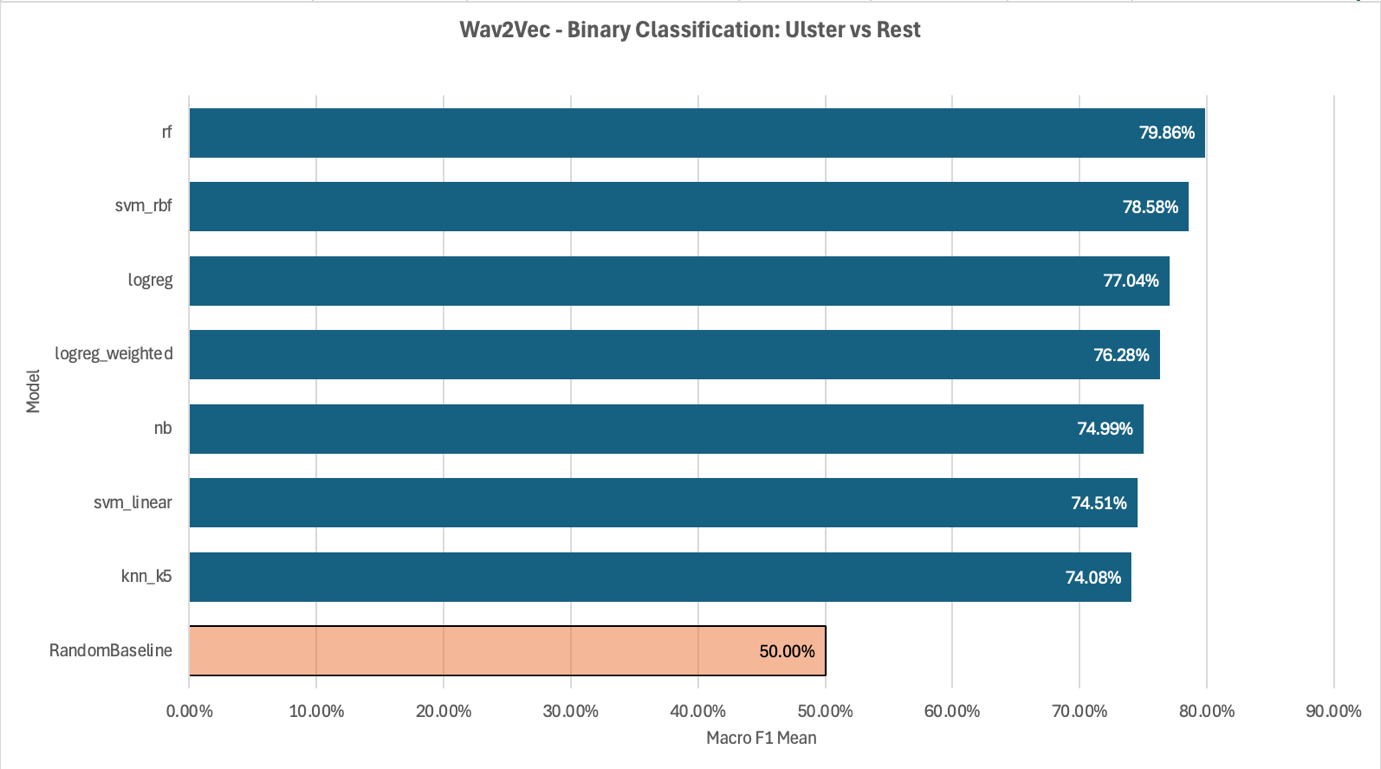 Wav2Vec - Binary Classification: Ulster vs Rest
rf
79.86%
svm_rbf
78.58%
logreg
77.04%
logreg_weighted
76.28%
Model
nb
74.99%
svm_linear
74.51%
knn_k5
74.08%
RandomBaseline
50.00%
0.00% 10.00% 20.00% 30.00% 40.00% 50.00% 60.00% 70.00% 80.00% 90.00%
Macro F1 Mean